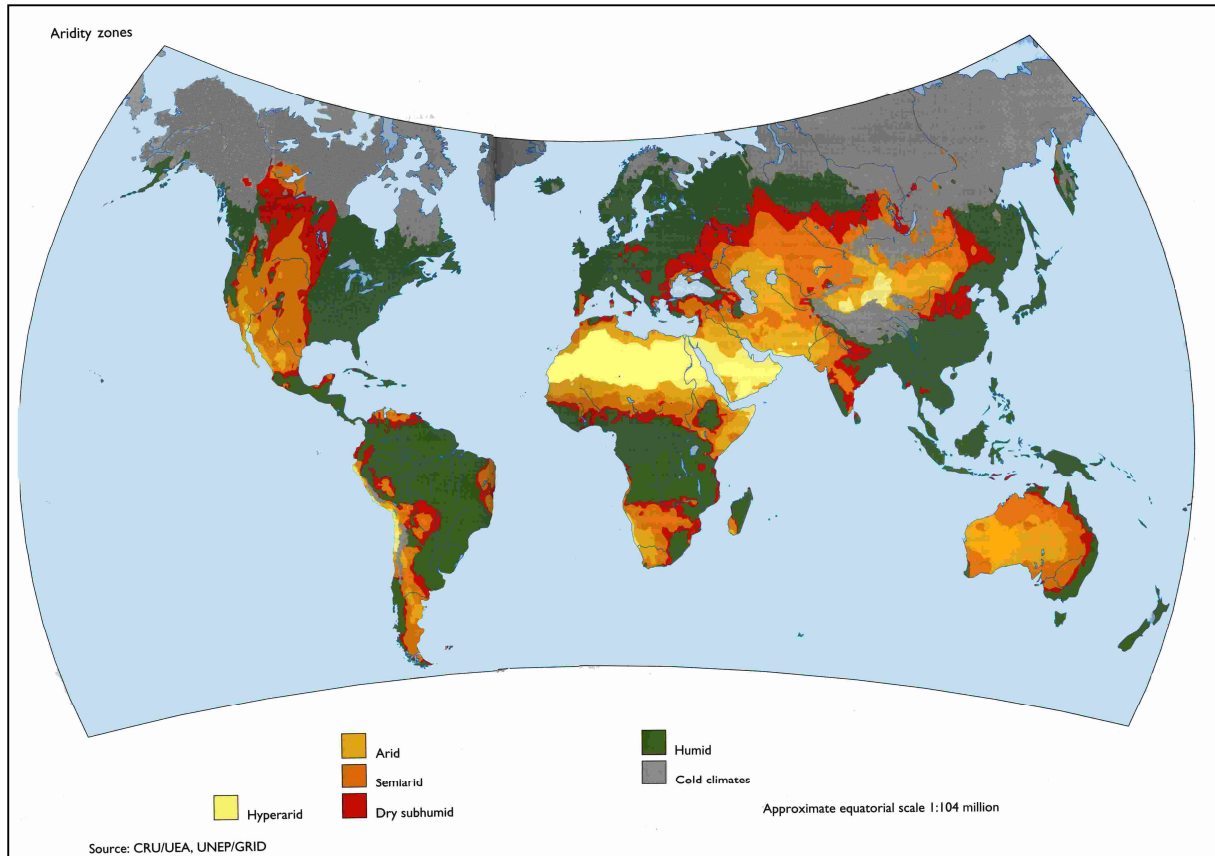 Aridity zones
Arid
Semiarid
Hyperarid
Dry subhumid
Humid
Cold climates
Approximate equatorial scale 1:104 million
Source: CRU/UEA, UNEP/GRID